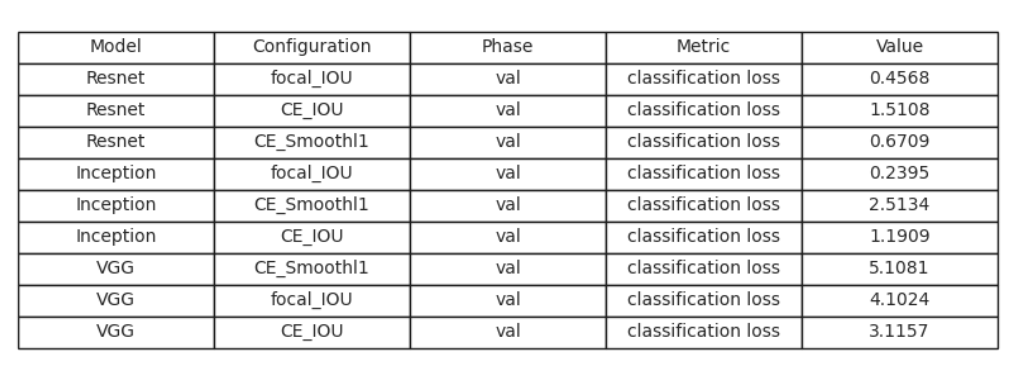 Model Configuration Phase Metric Value
Resnet focal_IOU val classification loss 0.4568
Resnet CE_IOU val classification loss 1.5108
Resnet CE_Smoothl1 val classification loss 0.6709
Inception focal_IOU val classification loss 0.2395
Inception CE_Smoothl1 val classification loss 2.5134
Inception CE_IOU val classification loss 1.1909
VGG CE_Smoothl1 val classification loss 5.1081
VGG focal_IOU val classification loss 4.1024
VGG CE_IOU val classification loss 3.1157